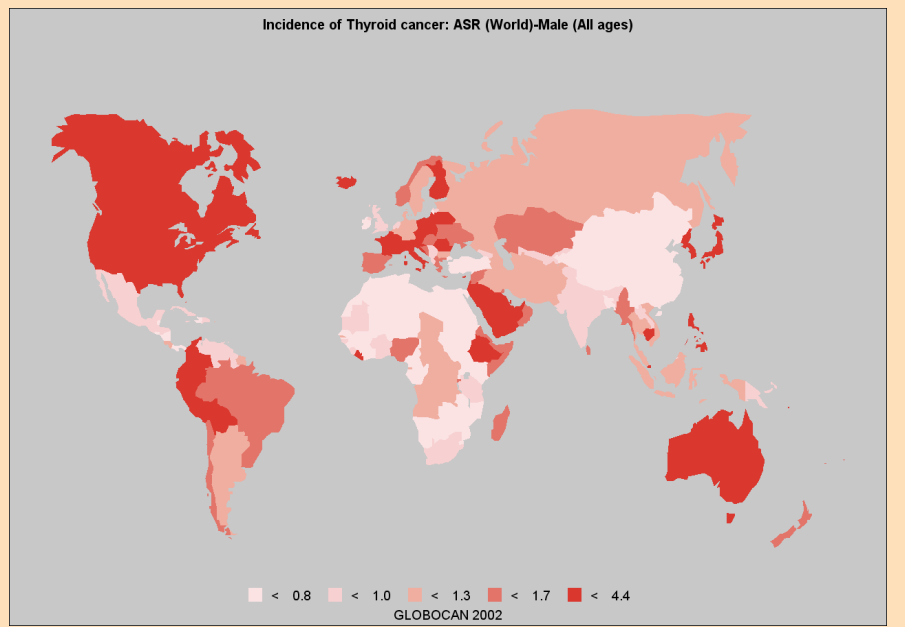 Incidence of Thyroid cancer: ASR (World)-Male (All ages)
< 0.8 < 1.0 < 1.3 < 1.7 < 4.4
GLOBOCAN 2002